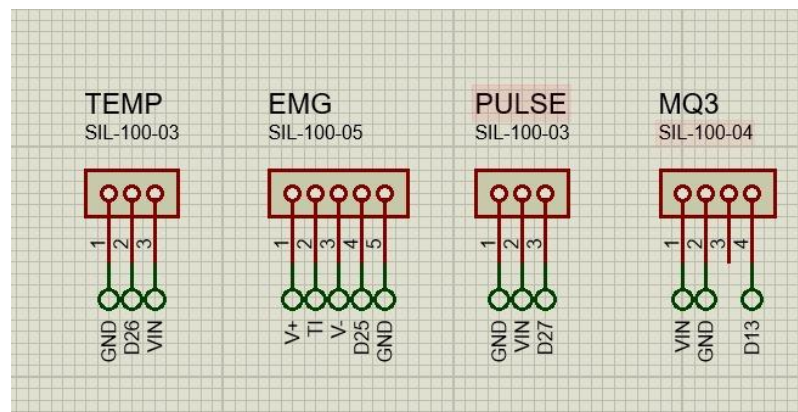 TEMP
SIL-100-03
1
2
3
GND
D26
VIN
EMG
SIL-100-05
1
2
3
4
5
V+
TI
V-
D25
GND
PULSE
SIL-100-03
1
2
3
GND
VIN
D27
MQ3
SIL-100-04
1
2
3
4
VIN
GND
D13